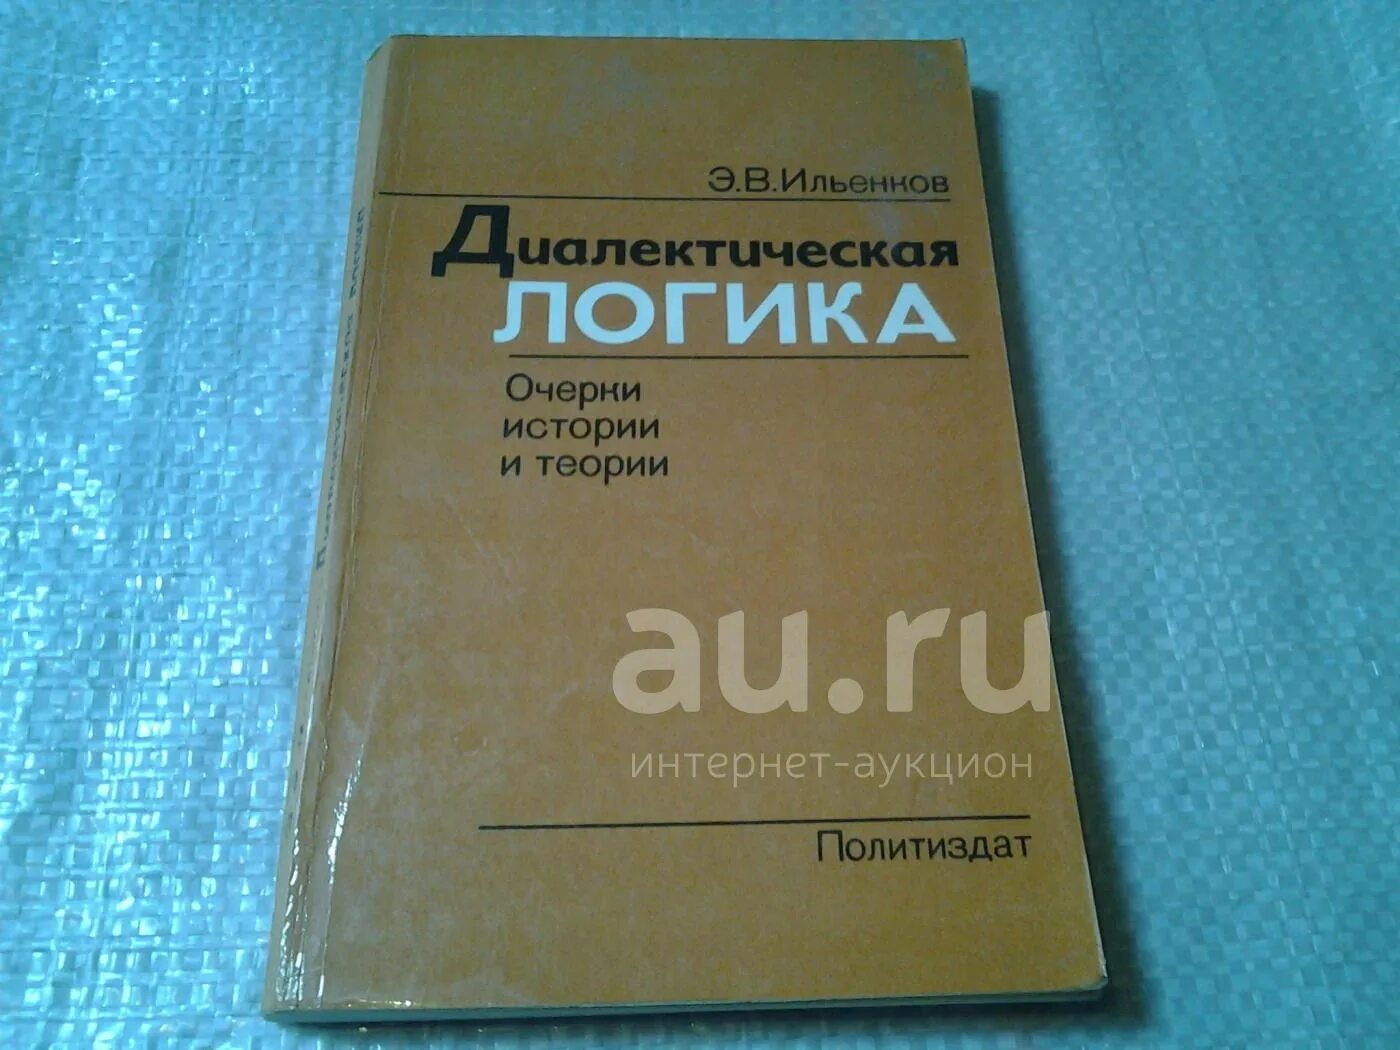 Э.В.Ильенков
Диалектическая
ЛОГИКА
Очерки
истории
и теории
au.ru
интернет-аукцион
Политиздат